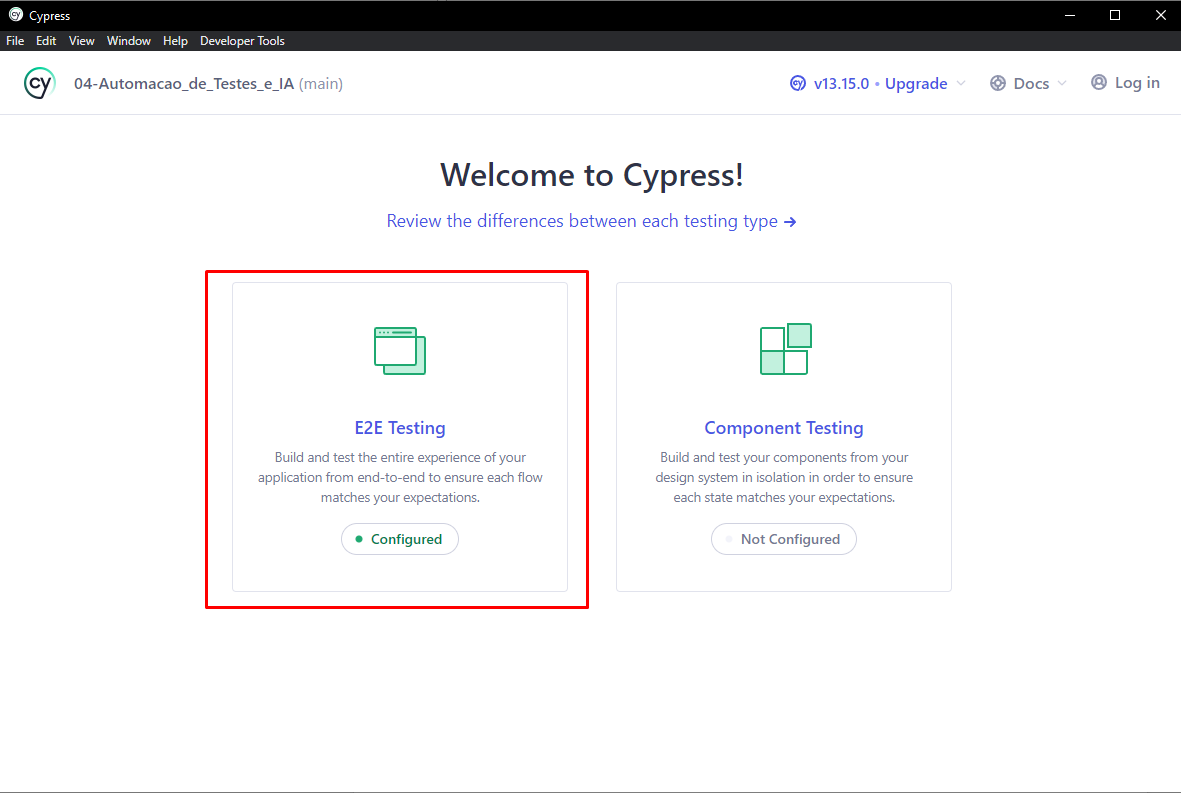 cy Cypress
File Edit View Window Help Developer Tools
cy 04-Automacao_de_Testes_e_IA (main) cy v13.15.0 • Upgrade Docs Log in
Welcome to Cypress!
Review the differences between each testing type →
E2E Testing
Build and test the entire experience of your
application from end-to-end to ensure each flow
matches your expectations.
Configured
Component Testing
Build and test your components from your
design system in isolation in order to ensure
each state matches your expectations.
Not Configured